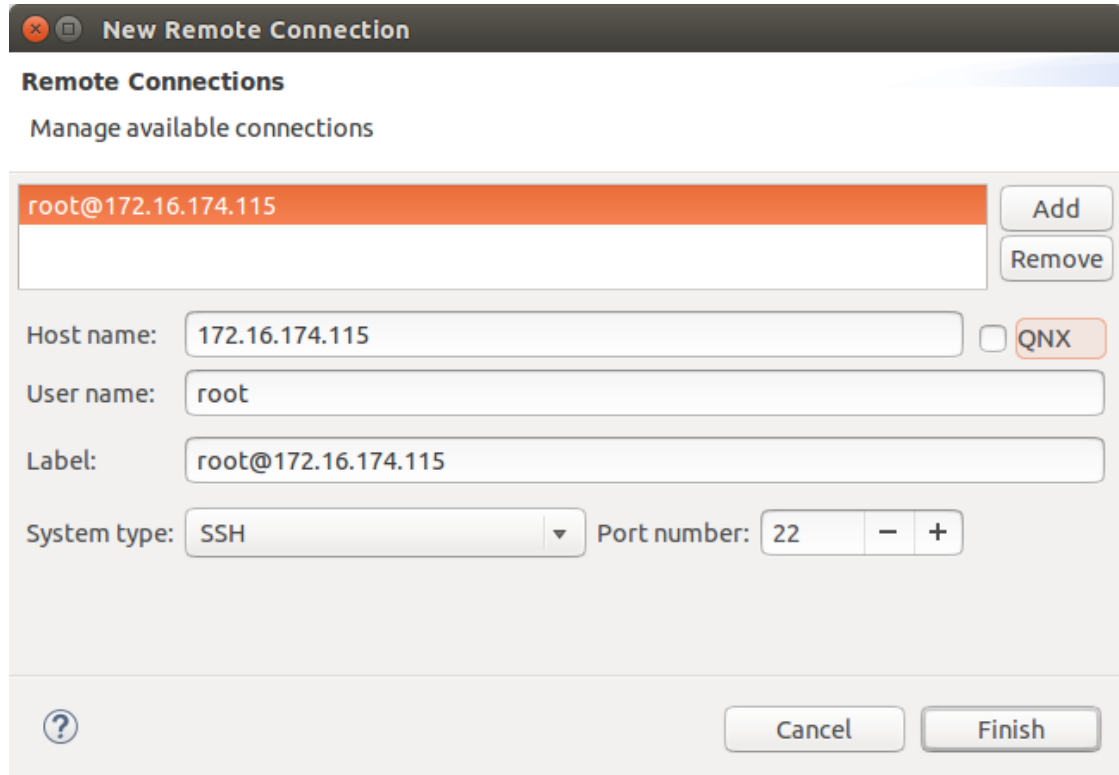 New Remote Connection
Remote Connections
Manage available connections
root@172.16.174.115
Add
Remove
Host name: 172.16.174.115 QNX
User name: root
Label: root@172.16.174.115
System type: SSH Port number: 22 − +
? Cancel Finish